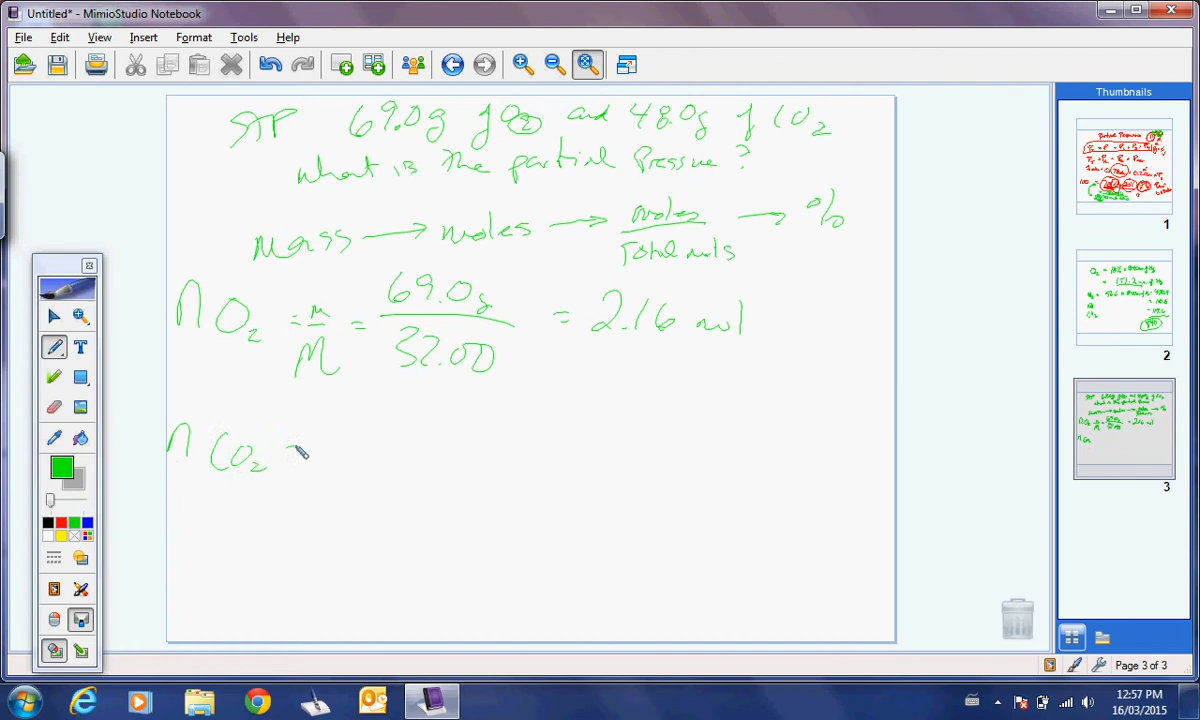 Untitled* - MimioStudio Notebook
File Edit View Insert Format Tools Help
STP 69.0g of O2 and 48.0g of CO2
what is the partial Pressure ?
Mass → moles → moles / Total mols → %
n O2 = m / M = 69.0g / 32.00 = 2.16 mol
n CO2 =
Thumbnails
1
2
3
Page 3 of 3
12:57 PM
16/03/2015